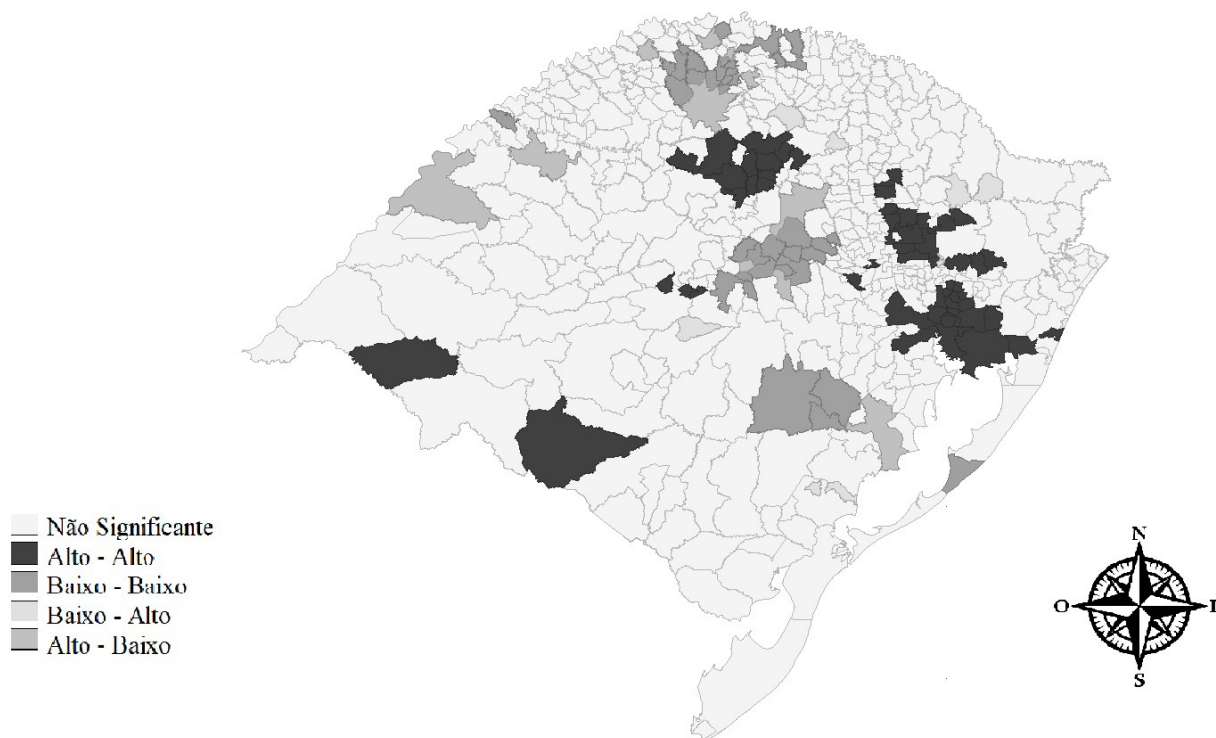 Não Significante
Alto - Alto
Baixo - Baixo
Baixo - Alto
Alto - Baixo
N
O
L
S